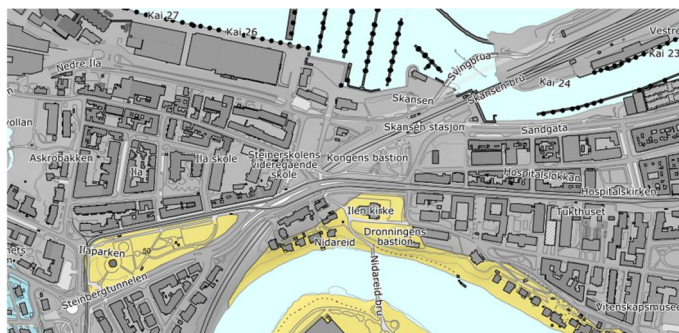 Kai 27
Kai 26
Vestre
Kai 23
Nedre Ila
Svingbrua
Skansen bru
Kai 24
Skansen
vollan
Skansen stasjon
Sandgata
Askrobakken
Ila
Ila skole
Steinerskolens
videregående
skole
Kongens bastion
Hospitalsløkkan
Hospitalskirken
Ilen kirke
Tukthuset
Dronningens
bastion
Nidareid
Ilaparken
50
Steinbergtunnelen
Nidareid bru
Vitenskapsmuse